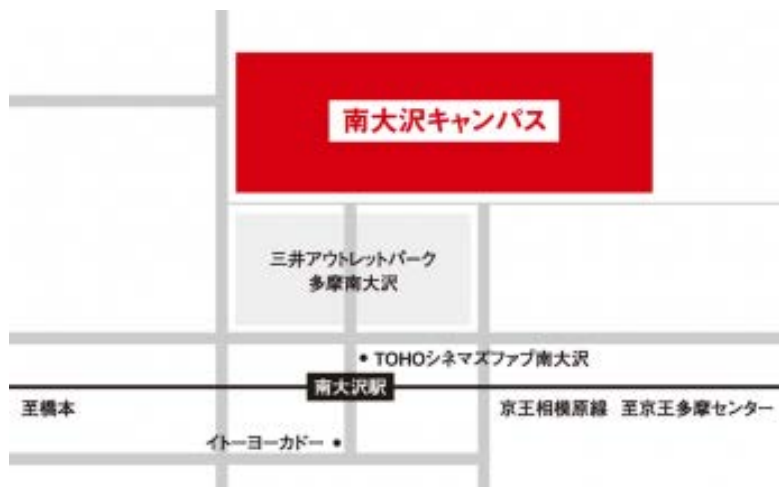 南大沢キャンパス
三井アウトレットパーク
多摩南大沢
TOHOシネマズファブ南大沢
南大沢駅
至橋本
京王相模原線 至京王多摩センター
イトーヨーカドー